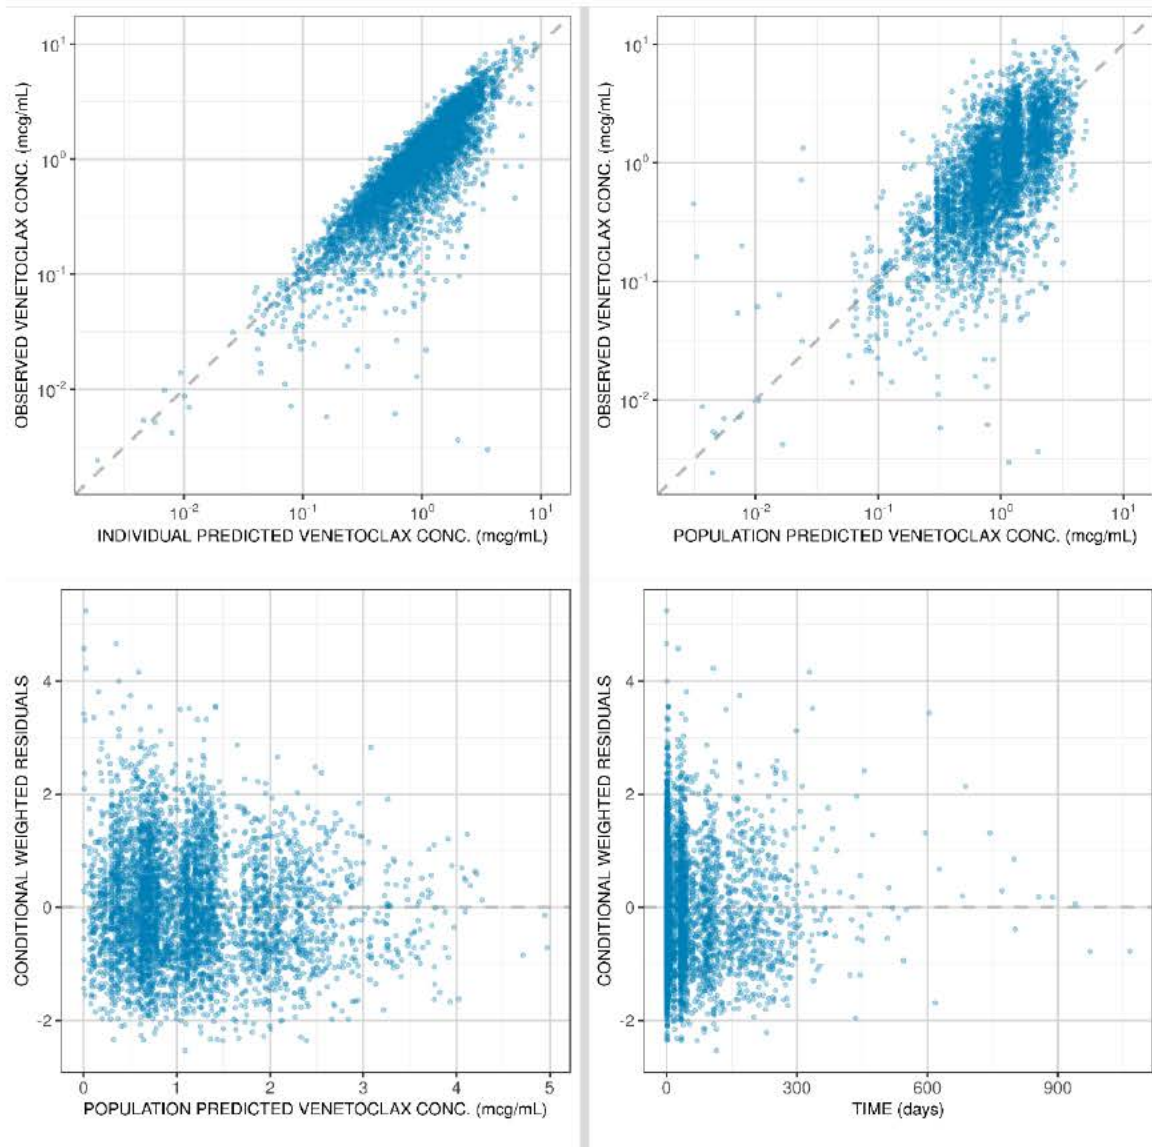 OBSERVED VENETOCLAX CONC. (mcg/mL)
10¹
10⁰
10⁻¹
10⁻²
10⁻² 10⁻¹ 10⁰ 10¹
INDIVIDUAL PREDICTED VENETOCLAX CONC. (mcg/mL)
OBSERVED VENETOCLAX CONC. (mcg/mL)
10¹
10⁰
10⁻¹
10⁻²
10⁻² 10⁻¹ 10⁰ 10¹
POPULATION PREDICTED VENETOCLAX CONC. (mcg/mL)
CONDITIONAL WEIGHTED RESIDUALS
4
2
0
-2
0 1 2 3 4 5
POPULATION PREDICTED VENETOCLAX CONC. (mcg/mL)
CONDITIONAL WEIGHTED RESIDUALS
4
2
0
-2
0 300 600 900
TIME (days)